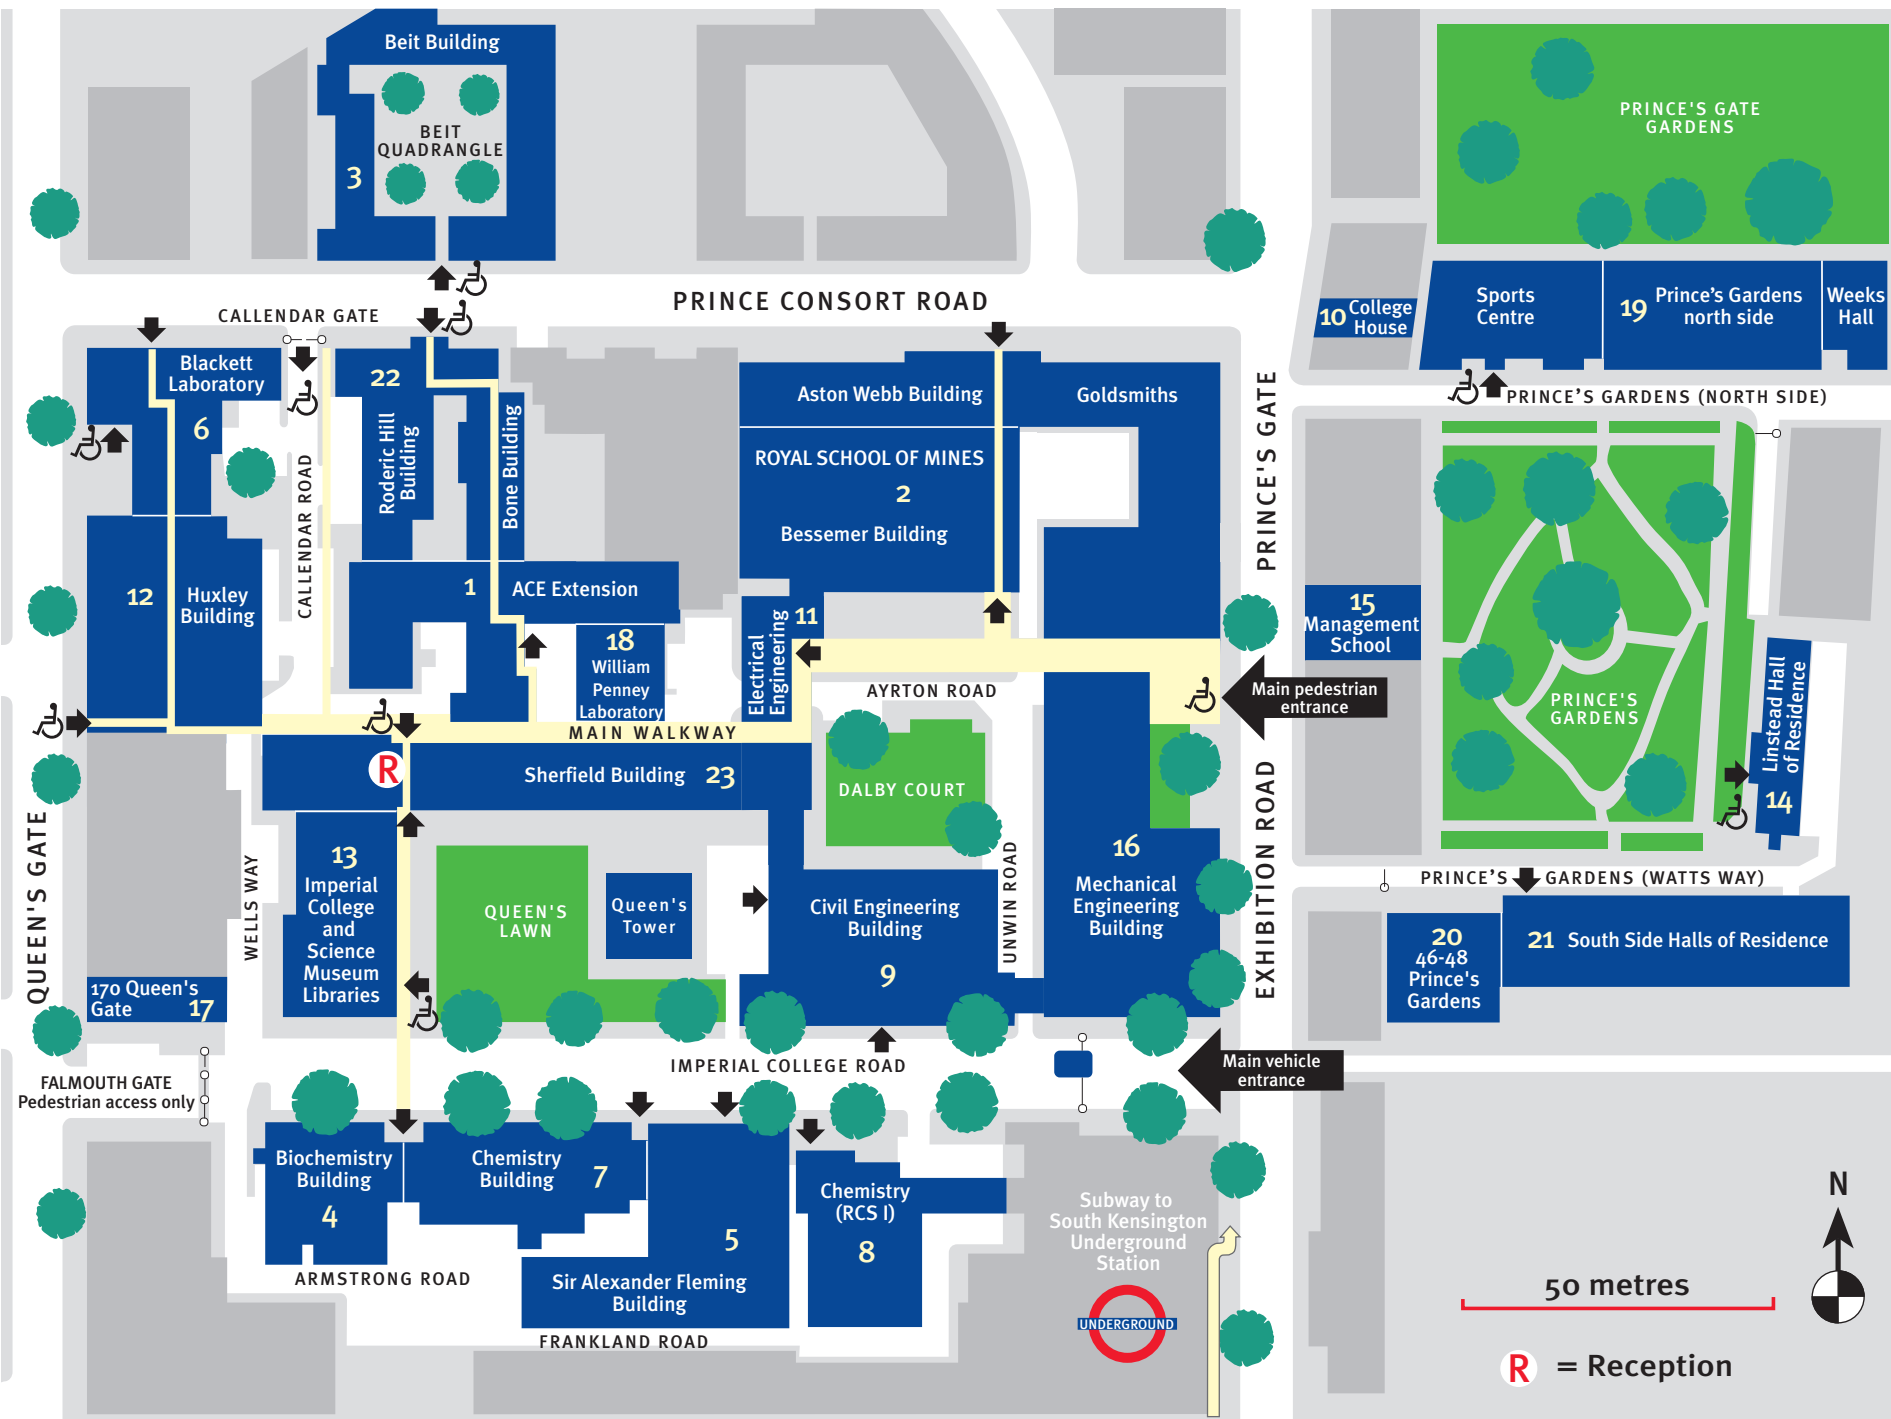 Beit Building
BEIT
QUADRANGLE
3
PRINCE'S GATE
GARDENS
PRINCE CONSORT ROAD
CALLENDAR GATE
10 College
House
Sports
Centre
19 Prince's Gardens
north side
Weeks
Hall
PRINCE'S GARDENS (NORTH SIDE)
Blackett
Laboratory
6
22
Roderic Hill
Building
Bone Building
CALLENDAR ROAD
Aston Webb Building
Goldsmiths
ROYAL SCHOOL OF MINES
2
Bessemer Building
PRINCE'S GATE
12
Huxley
Building
1
ACE Extension
18
William
Penney
Laboratory
11
Electrical
Engineering
15
Management
School
AYRTON ROAD
Main pedestrian
entrance
PRINCE'S
GARDENS
Linstead Hall
of Residence
14
MAIN WALKWAY
R
Sherfield Building 23
DALBY COURT
QUEEN'S GATE
WELLS WAY
13
Imperial
College
and
Science
Museum
Libraries
QUEEN'S
LAWN
Queen's
Tower
Civil Engineering
Building
9
UNWIN ROAD
16
Mechanical
Engineering
Building
EXHIBITION ROAD
PRINCE'S GARDENS (WATTS WAY)
20
46-48
Prince's
Gardens
21 South Side Halls of Residence
170 Queen's
Gate 17
IMPERIAL COLLEGE ROAD
Main vehicle
entrance
FALMOUTH GATE
Pedestrian access only
Biochemistry
Building
4
Chemistry
Building 7
5
Sir Alexander Fleming
Building
Chemistry
(RCS I)
8
ARMSTRONG ROAD
FRANKLAND ROAD
Subway to
South Kensington
Underground
Station
UNDERGROUND
N
50 metres
R = Reception